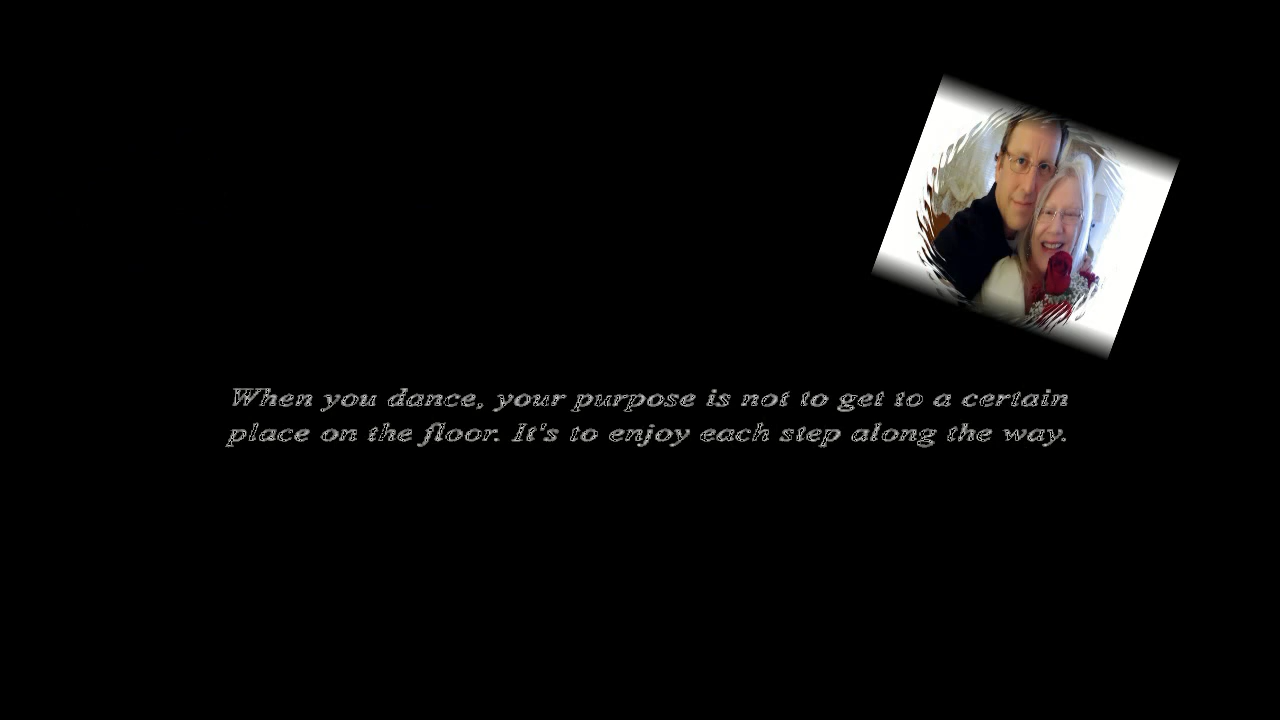 When you dance, your purpose is not to get to a certain
place on the floor. It's to enjoy each step along the way.